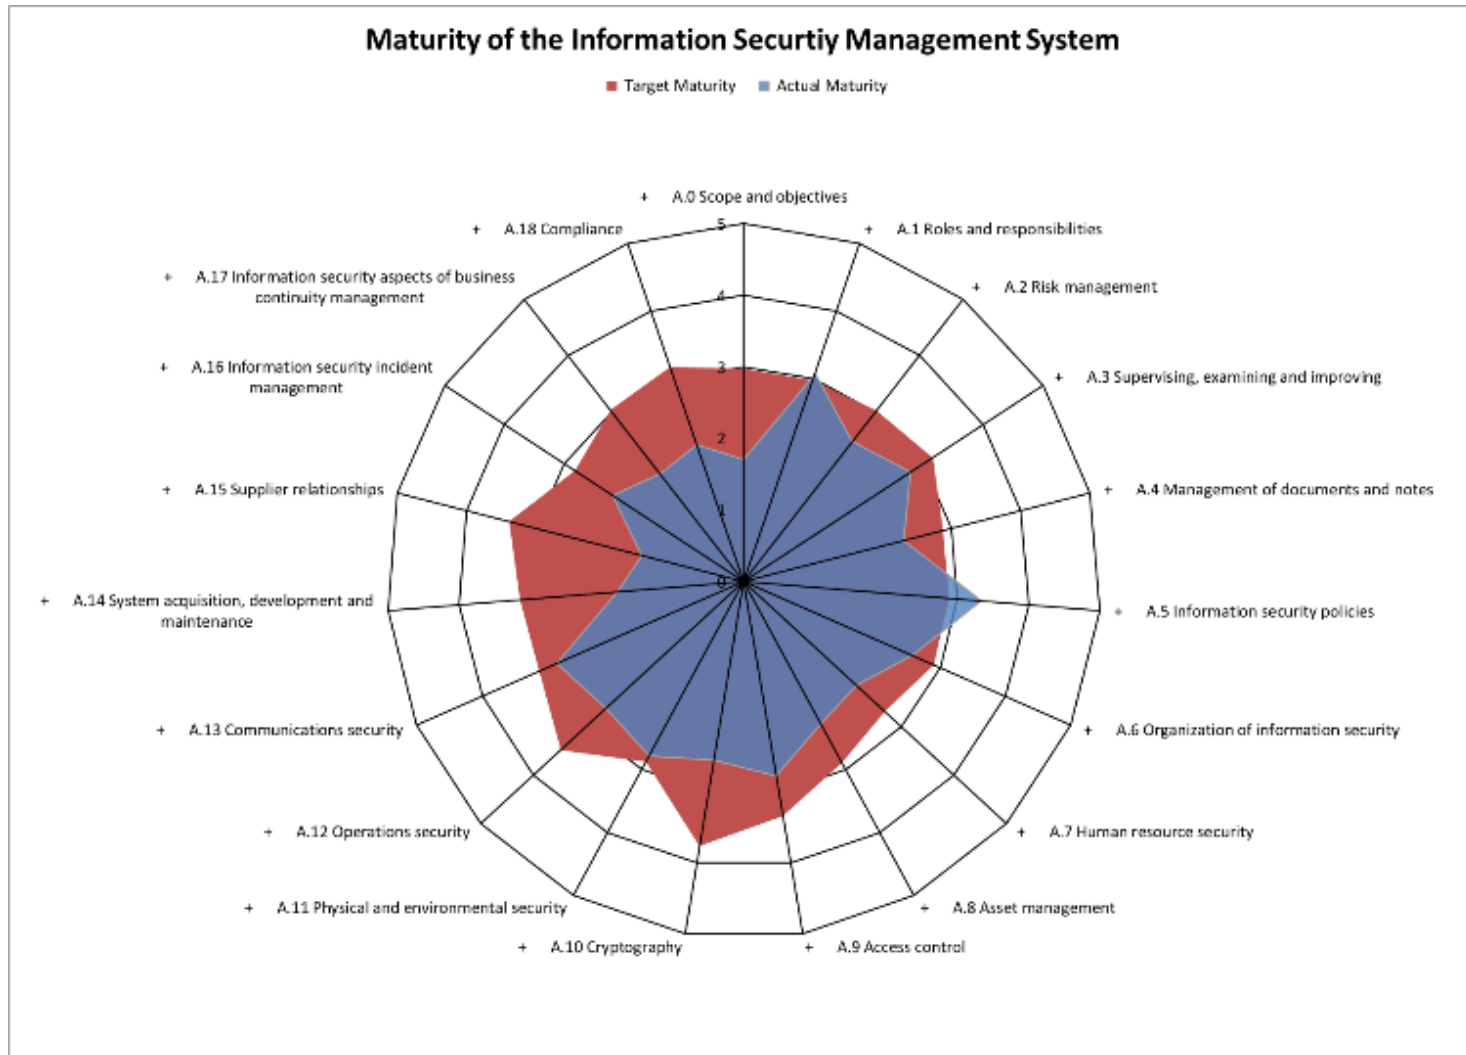 Maturity of the Information Securtiy Management System
Target Maturity Actual Maturity
+ A.0 Scope and objectives
+ A.1 Roles and responsibilities
+ A.2 Risk management
+ A.3 Supervising, examining and improving
+ A.4 Management of documents and notes
+ A.5 Information security policies
+ A.6 Organization of information security
+ A.7 Human resource security
+ A.8 Asset management
+ A.9 Access control
+ A.10 Cryptography
+ A.11 Physical and environmental security
+ A.12 Operations security
+ A.13 Communications security
+ A.14 System acquisition, development and
maintenance
+ A.15 Supplier relationships
+ A.16 Information security incident
management
+ A.17 Information security aspects of business
continuity management
+ A.18 Compliance
5
4
3
2
1
0